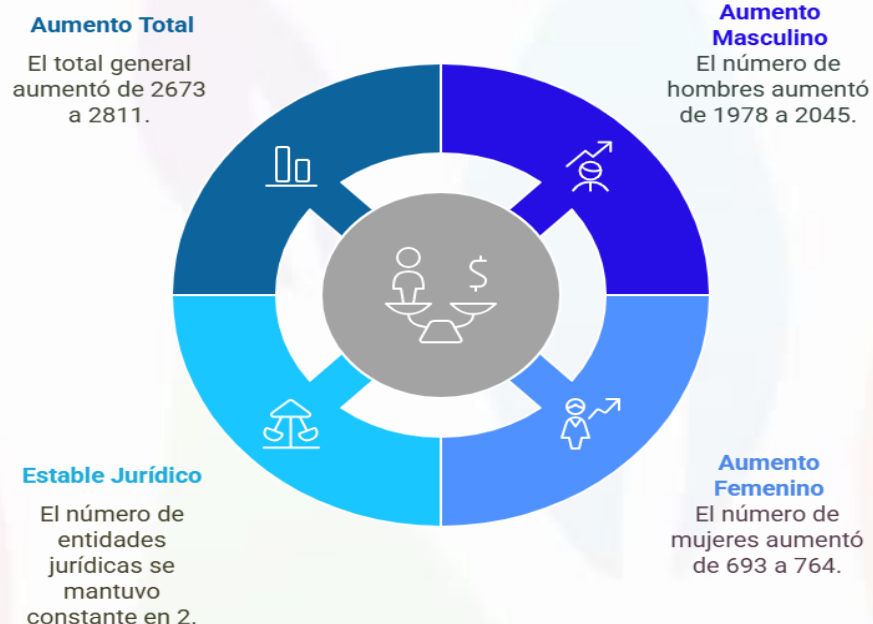 Aumento Total
El total general
aumentó de 2673
a 2811.
Aumento
Masculino
El número de
hombres aumentó
de 1978 a 2045.
$
Estable Jurídico
El número de
entidades
jurídicas se
mantuvo
constante en 2.
Aumento
Femenino
El número de
mujeres aumentó
de 693 a 764.